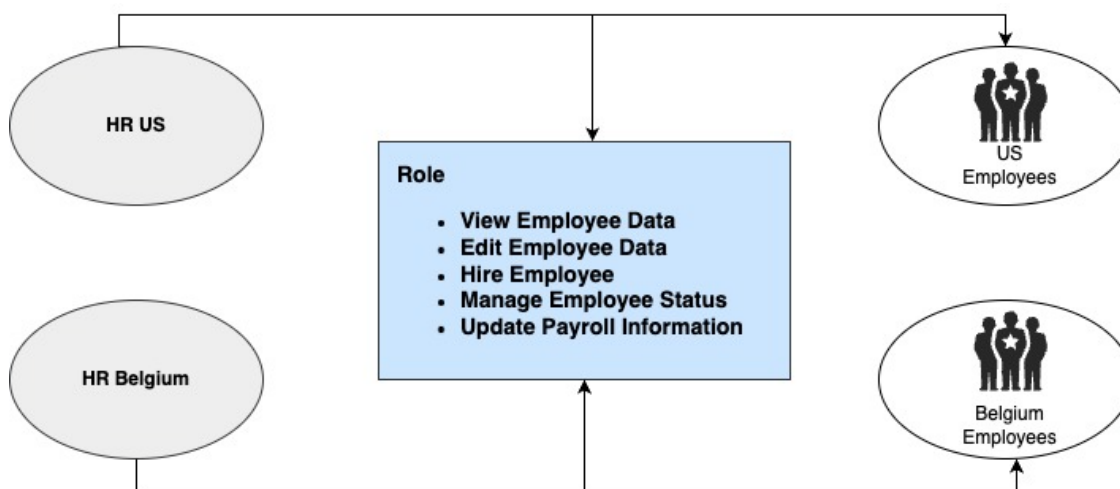 HR US
US
Employees
Role
• View Employee Data
• Edit Employee Data
• Hire Employee
• Manage Employee Status
• Update Payroll Information
HR Belgium
Belgium
Employees